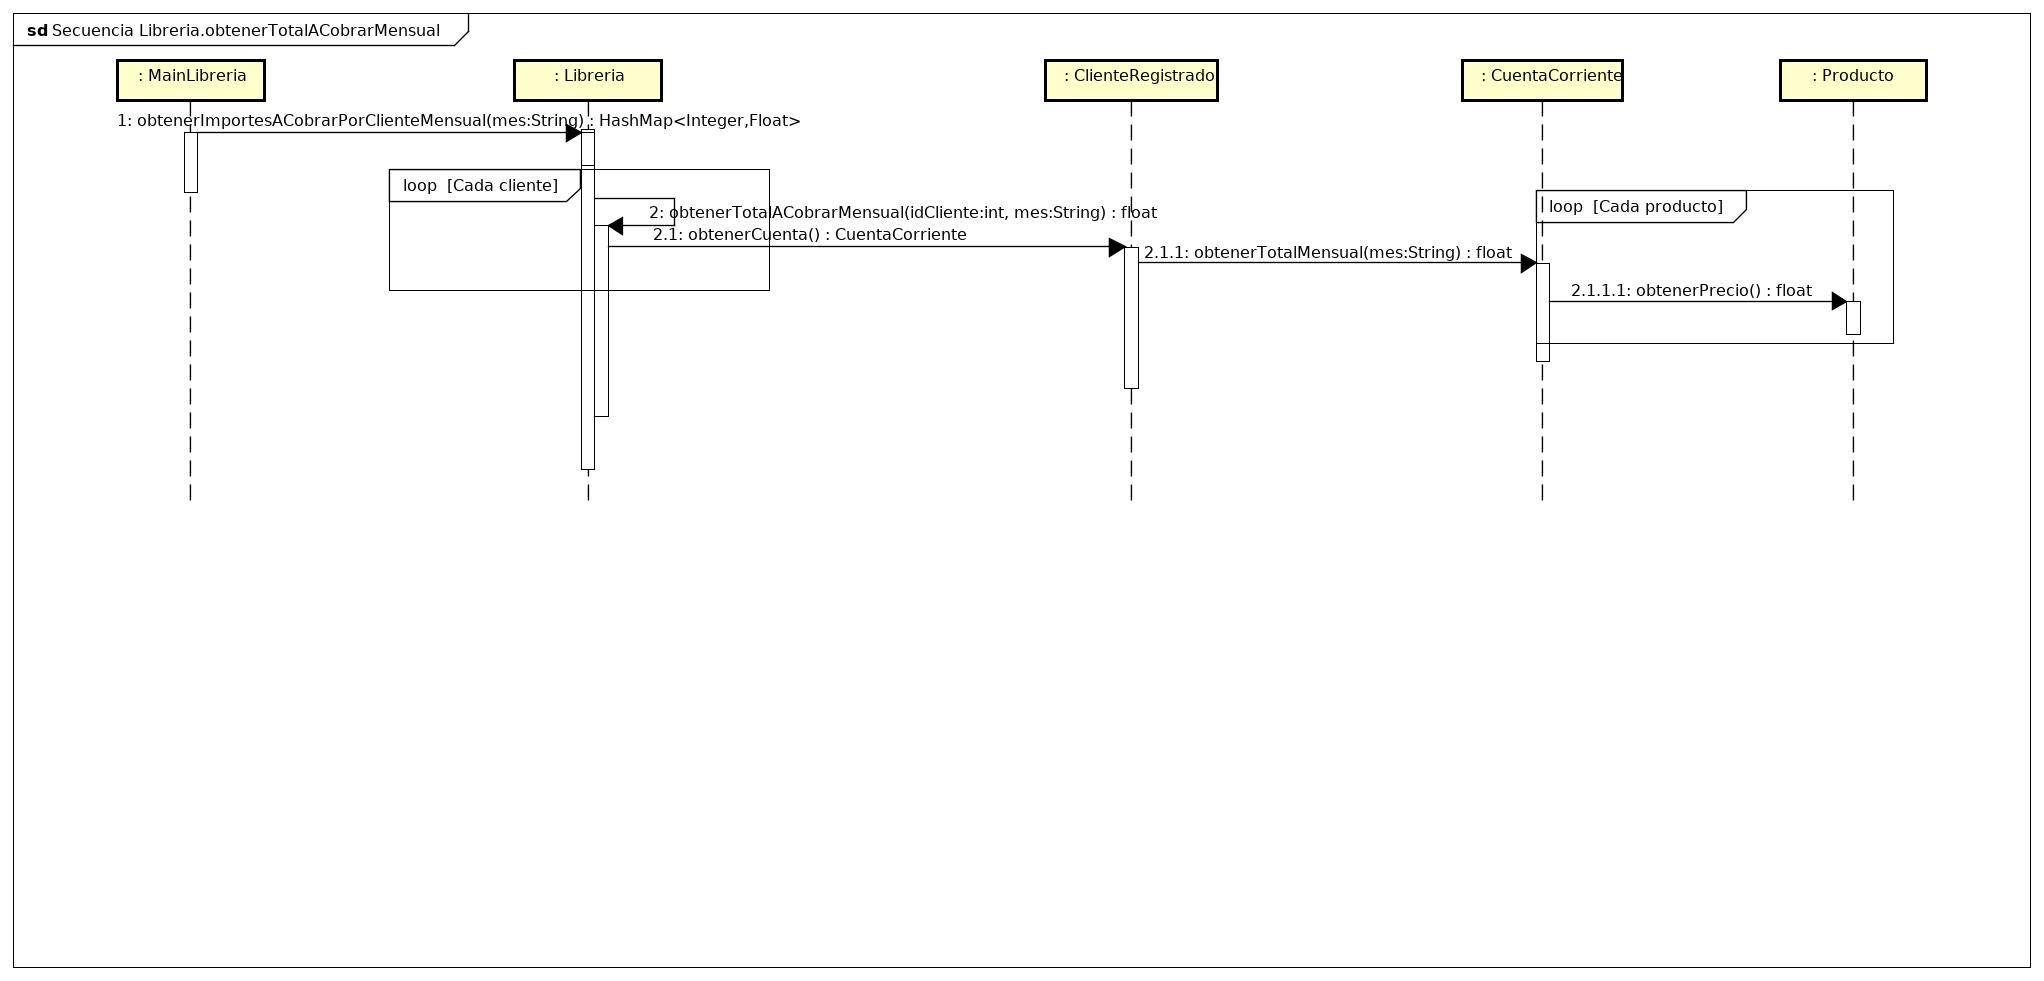 sd Secuencia Libreria.obtenerTotalACobrarMensual
: MainLibreria
: Libreria
: ClienteRegistrado
: CuentaCorriente
: Producto
1: obtenerImportesACobrarPorClienteMensual(mes:String) : HashMap<Integer,Float>
loop [Cada cliente]
loop [Cada producto]
2: obtenerTotalACobrarMensual(idCliente:int, mes:String) : float
2.1: obtenerCuenta() : CuentaCorriente
2.1.1: obtenerTotalMensual(mes:String) : float
2.1.1.1: obtenerPrecio() : float